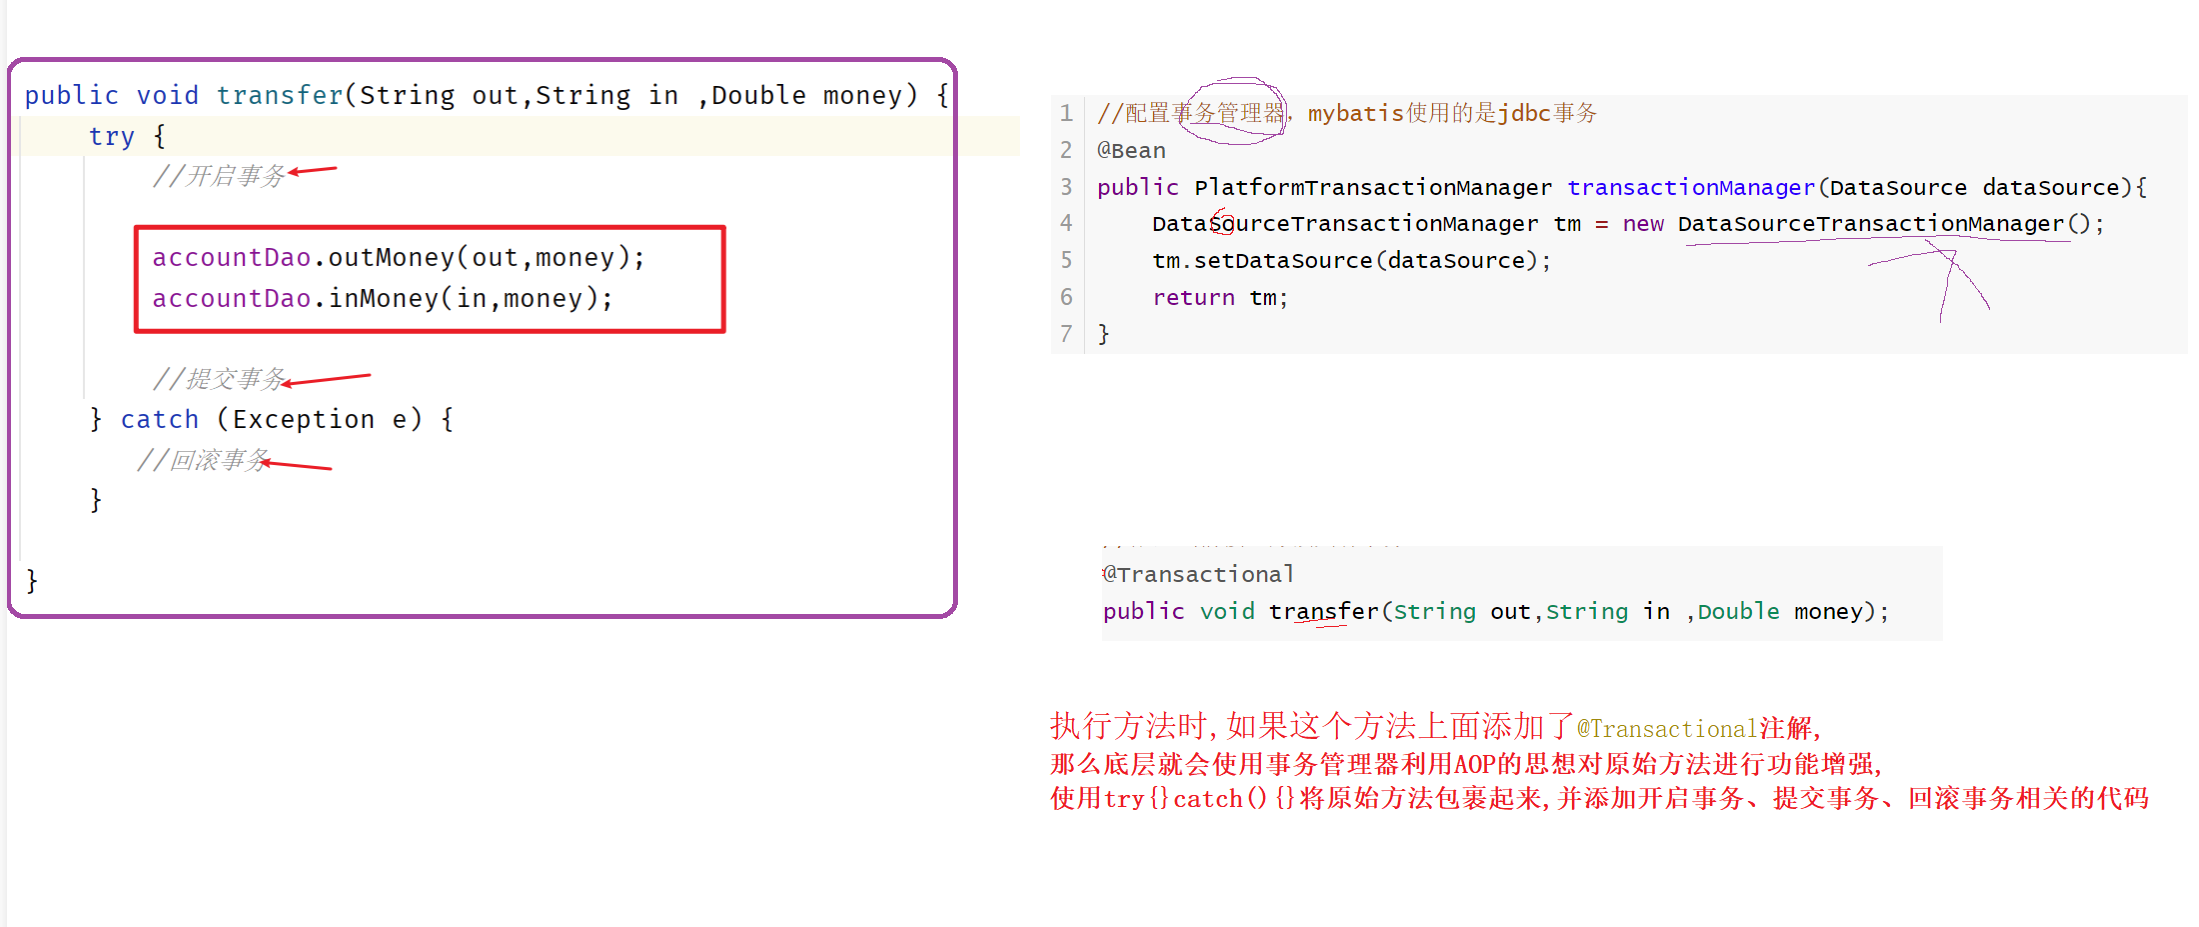 public void transfer(String out,String in ,Double money) {
try {
//开启事务
accountDao.outMoney(out,money);
accountDao.inMoney(in,money);
//提交事务
} catch (Exception e) {
//回滚事务
}
}
1 //配置事务管理器，mybatis使用的是jdbc事务
2 @Bean
3 public PlatformTransactionManager transactionManager(DataSource dataSource){
4 DataSourceTransactionManager tm = new DataSourceTransactionManager();
5 tm.setDataSource(dataSource);
6 return tm;
7 }
@Transactional
public void transfer(String out,String in ,Double money);
执行方法时,如果这个方法上面添加了@Transactional注解,
那么底层就会使用事务管理器利用AOP的思想对原始方法进行功能增强,
使用try{}catch(){}将原始方法包裹起来,并添加开启事务、提交事务、回滚事务相关的代码